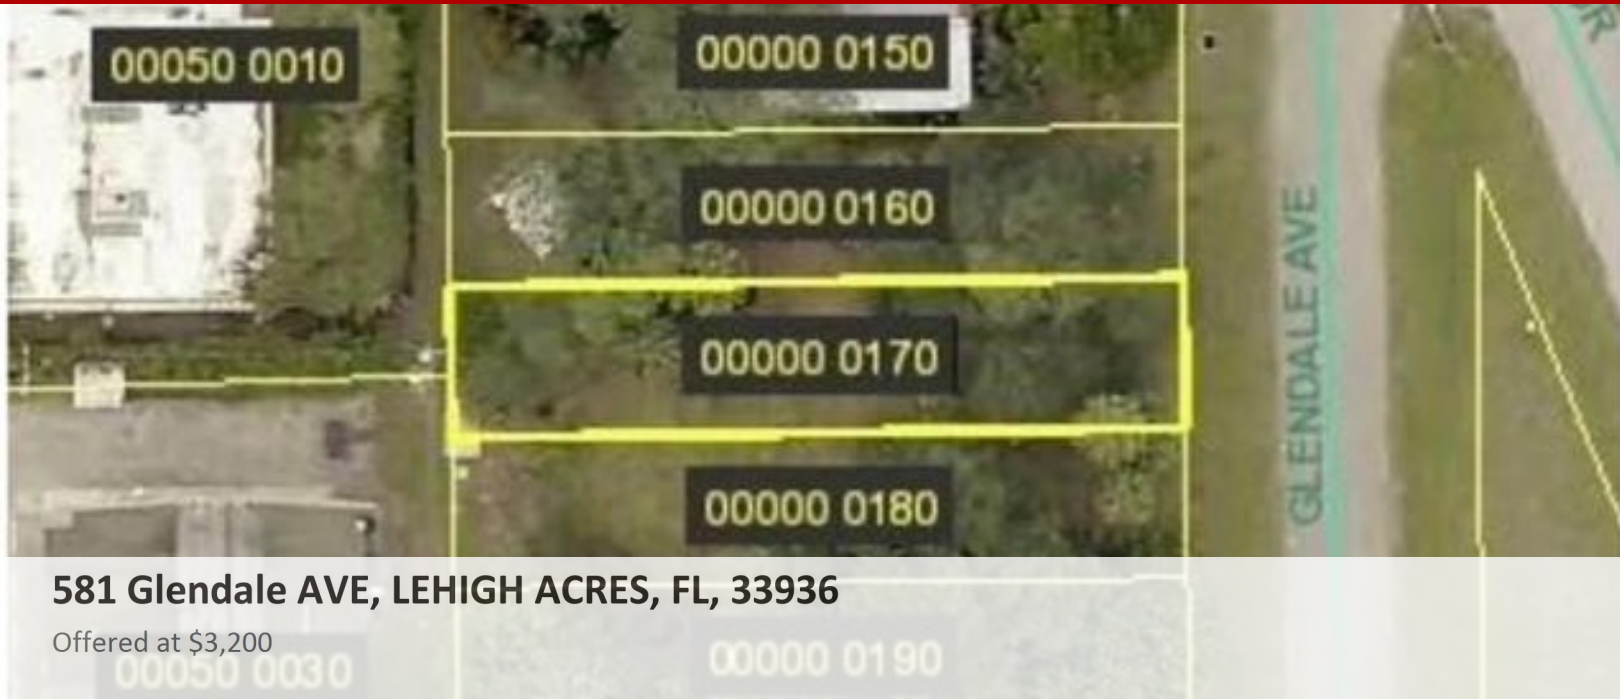 00050 0010
00000 0150
R
00000 0160
GLENDALE AVE
00000 0170
00000 0180
581 Glendale AVE, LEHIGH ACRES, FL, 33936
Offered at $3,200
00050 0030
00000 0190